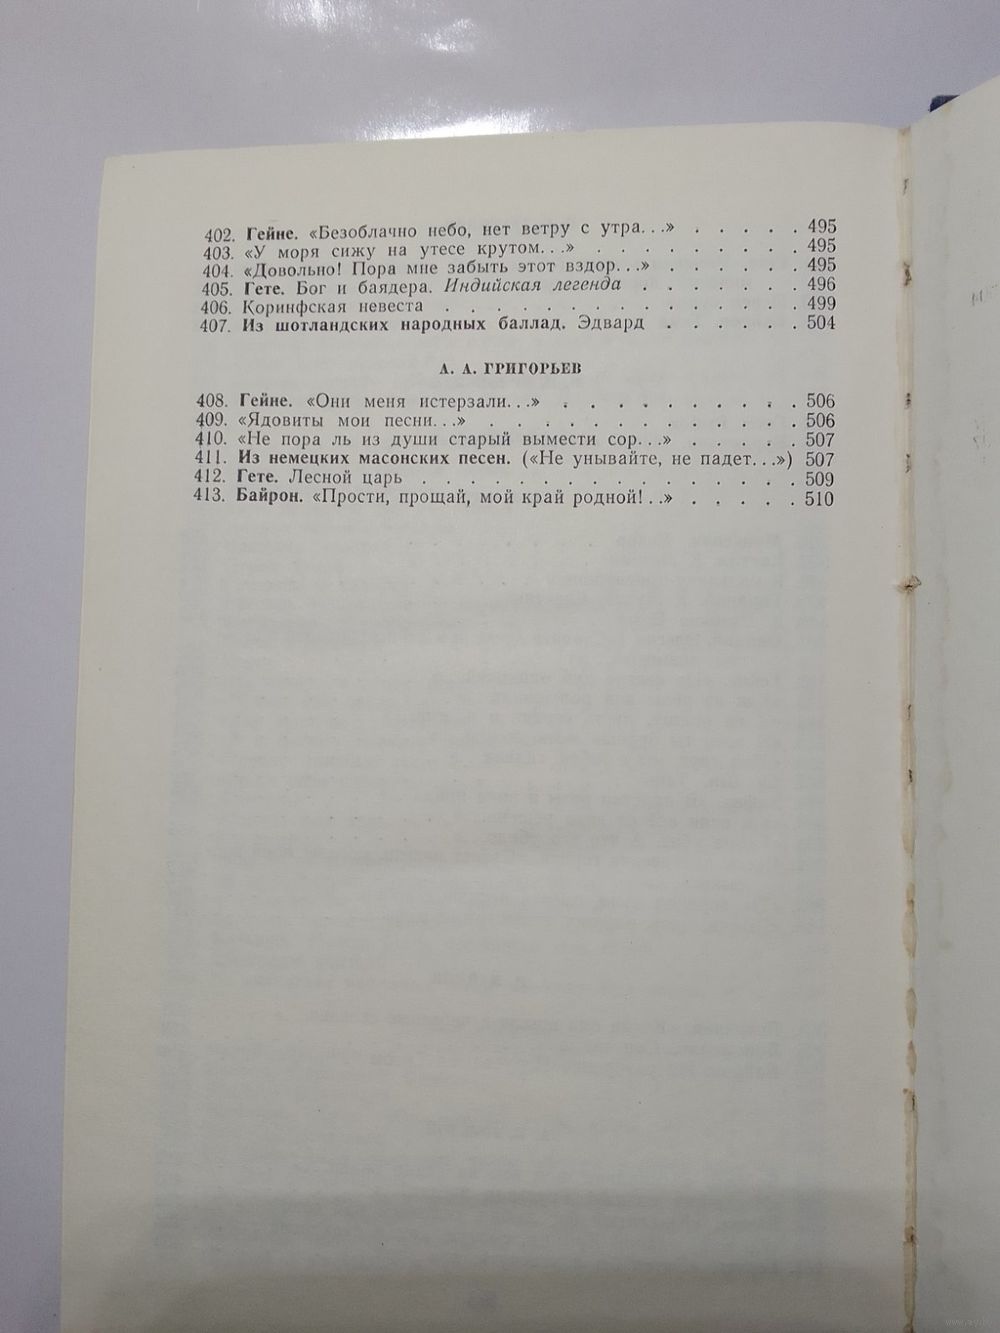 402. Гейне. «Безоблачно небо, нет ветру с утра...» . . . . . 495
403. «У моря сижу на утесе крутом...» . . . . . . . . . 495
404. «Довольно! Пора мне забыть этот вздор...» . . . . . . 495
405. Гете. Бог и баядера. Индийская легенда . . . . . . . 496
406. Коринфская невеста . . . . . . . . . . . . . . . 499
407. Из шотландских народных баллад. Эдвард . . . . . . 504
А. А. ГРИГОРЬЕВ
408. Гейне. «Они меня истерзали...» . . . . . . . . . . 506
409. «Ядовиты мои песни...» . . . . . . . . . . . . . 506
410. «Не пора ль из души старый вымести сор...» . . . . . 507
411. Из немецких масонских песен. («Не унывайте, не падет...») 507
412. Гете. Лесной царь . . . . . . . . . . . . . . . . 509
413. Байрон. «Прости, прощай, мой край родной!..» . . . . . 510